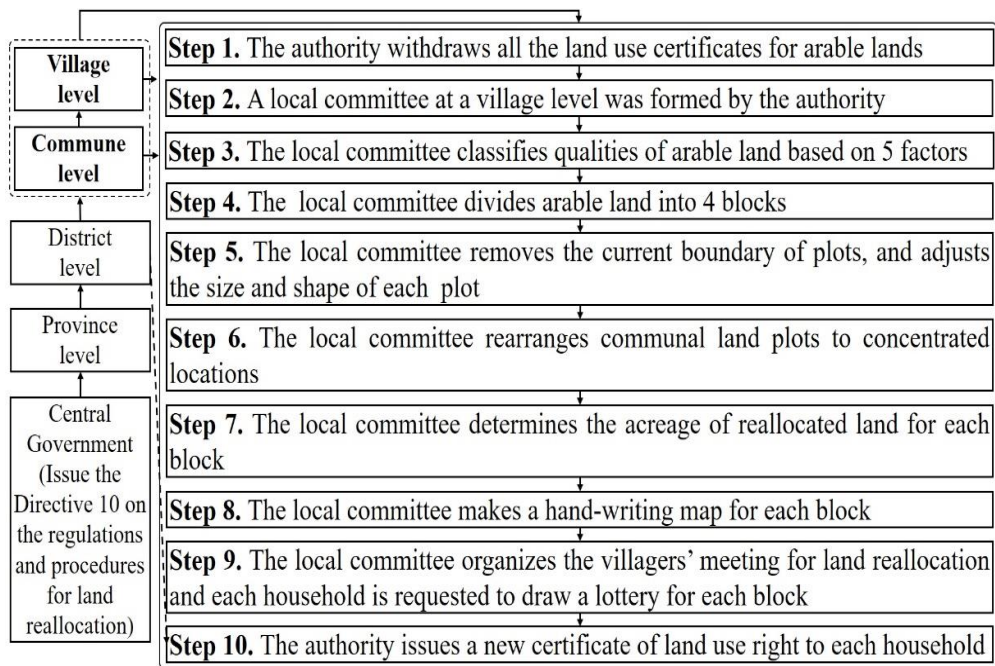 Village
level
Commune
level
District
level
Province
level
Central
Government
(Issue the
Directive 10 on
the regulations
and procedures
for land
reallocation)
Step 1. The authority withdraws all the land use certificates for arable lands
Step 2. A local committee at a village level was formed by the authority
Step 3. The local committee classifies qualities of arable land based on 5 factors
Step 4. The local committee divides arable land into 4 blocks
Step 5. The local committee removes the current boundary of plots, and adjusts
the size and shape of each plot
Step 6. The local committee rearranges communal land plots to concentrated
locations
Step 7. The local committee determines the acreage of reallocated land for each
block
Step 8. The local committee makes a hand-writing map for each block
Step 9. The local committee organizes the villagers’ meeting for land reallocation
and each household is requested to draw a lottery for each block
Step 10. The authority issues a new certificate of land use right to each household